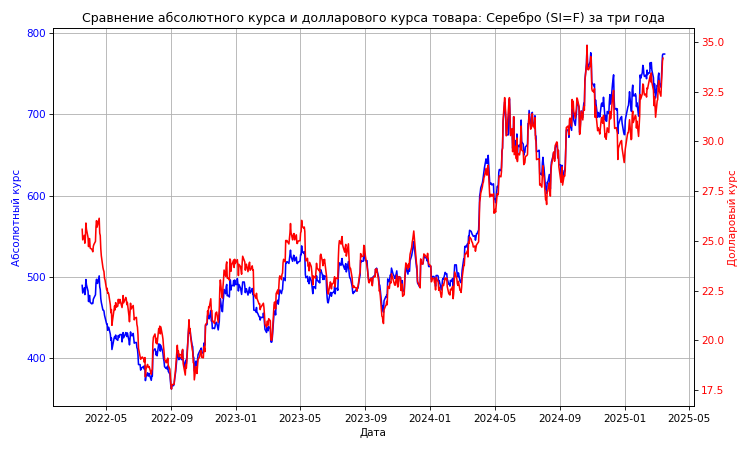 Сравнение абсолютного курса и долларового курса товара: Серебро (SI=F) за три года
800
700
600
500
400
Абсолютный курс
35.0
32.5
30.0
27.5
25.0
22.5
20.0
17.5
Долларовый курс
2022-05 2022-09 2023-01 2023-05 2023-09 2024-01 2024-05 2024-09 2025-01 2025-05
Дата